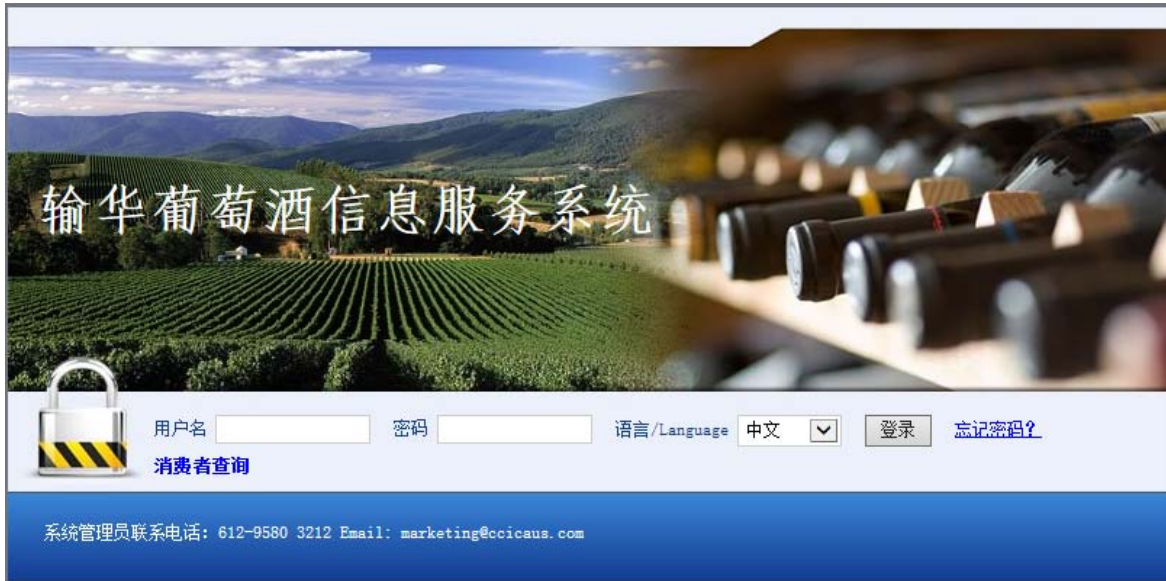 输华葡萄酒信息服务系统
用户名 密码 语言/Language 中文 登录 忘记密码?
消费者查询
系统管理员联系电话: 612-9580 3212 Email: marketing@ccicaus.com